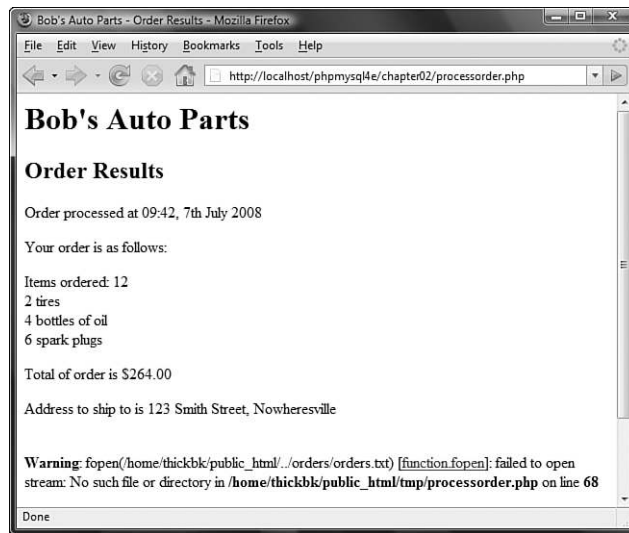 Bob's Auto Parts - Order Results - Mozilla Firefox
File Edit View History Bookmarks Tools Help
http://localhost/phpmysql4e/chapter02/processorder.php
Bob's Auto Parts
Order Results
Order processed at 09:42, 7th July 2008
Your order is as follows:
Items ordered: 12
2 tires
4 bottles of oil
6 spark plugs
Total of order is $264.00
Address to ship to is 123 Smith Street, Nowheresville
Warning: fopen(/home/thickbk/public_html/../orders/orders.txt) [function.fopen]: failed to open
stream: No such file or directory in /home/thickbk/public_html/tmp/processorder.php on line 68
Done